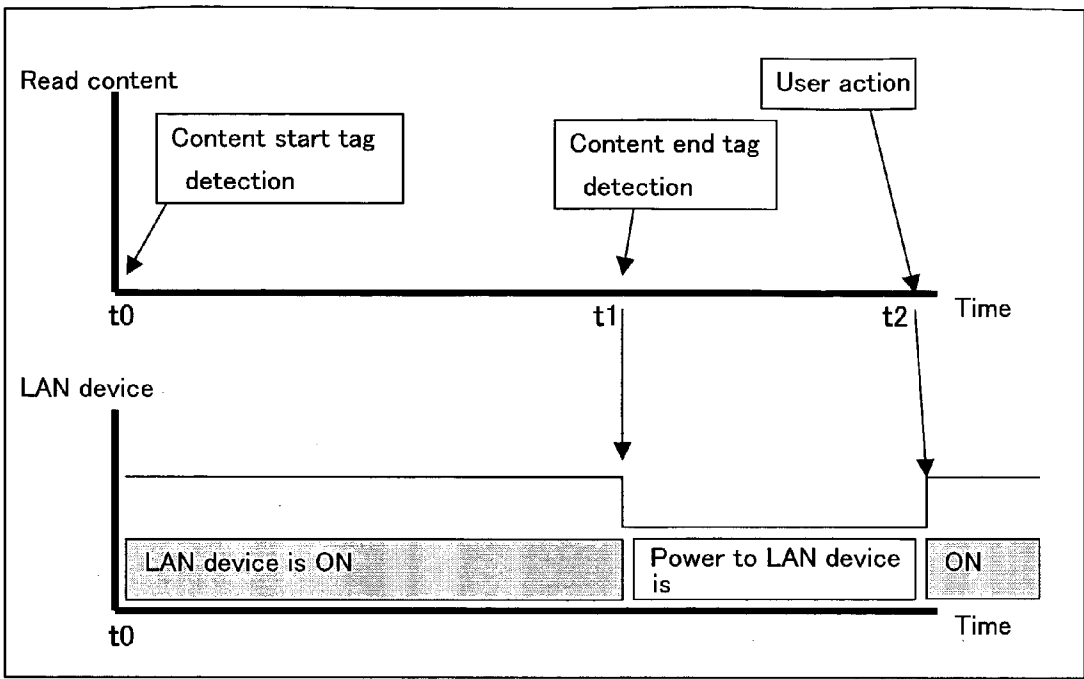 Read content
User action
Content start tag
detection
Content end tag
detection
t0
t1
t2
Time
LAN device
LAN device is ON
Power to LAN device
is
ON
t0
Time